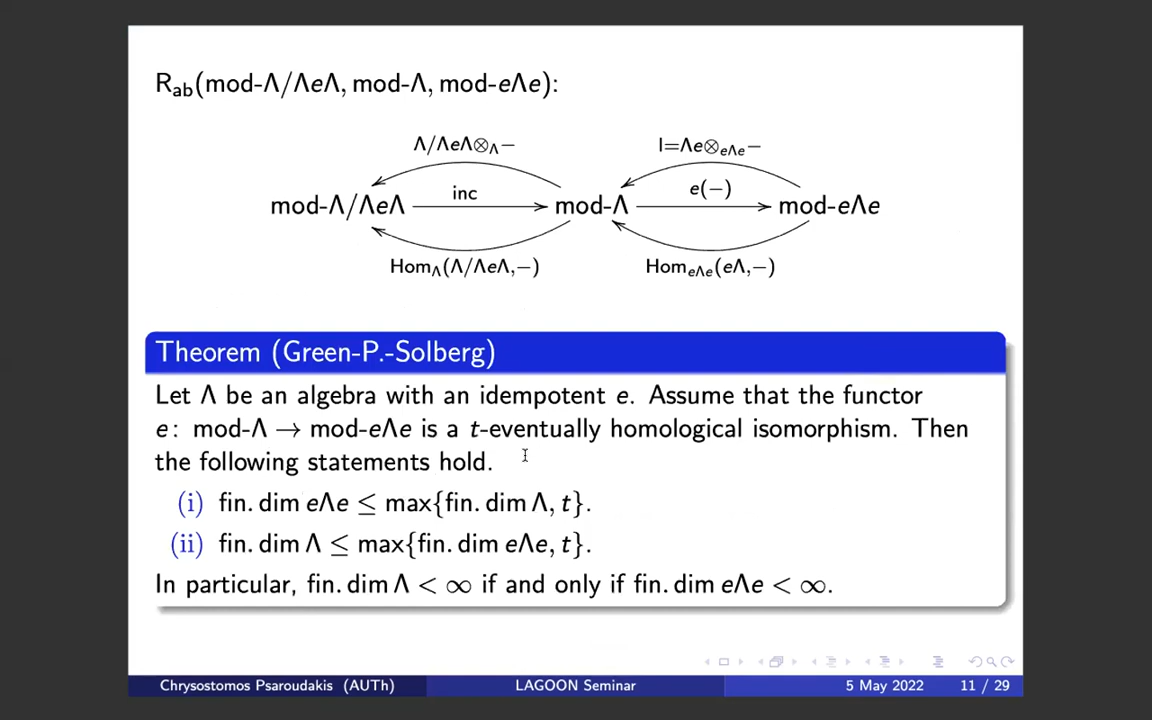 R_ab(mod-Λ/ΛeΛ, mod-Λ, mod-eΛe):
Λ/ΛeΛ⊗_Λ− l=Λe⊗_eΛe−
mod-Λ/ΛeΛ inc mod-Λ e(−) mod-eΛe
Hom_Λ(Λ/ΛeΛ,−) Hom_eΛe(eΛ,−)
Theorem (Green-P.-Solberg)
Let Λ be an algebra with an idempotent e. Assume that the functor
e: mod-Λ → mod-eΛe is a t-eventually homological isomorphism. Then
the following statements hold.
(i) fin. dim eΛe ≤ max{fin. dim Λ, t}.
(ii) fin. dim Λ ≤ max{fin. dim eΛe, t}.
In particular, fin. dim Λ < ∞ if and only if fin. dim eΛe < ∞.
Chrysostomos Psaroudakis (AUTh) LAGOON Seminar 5 May 2022 11 / 29